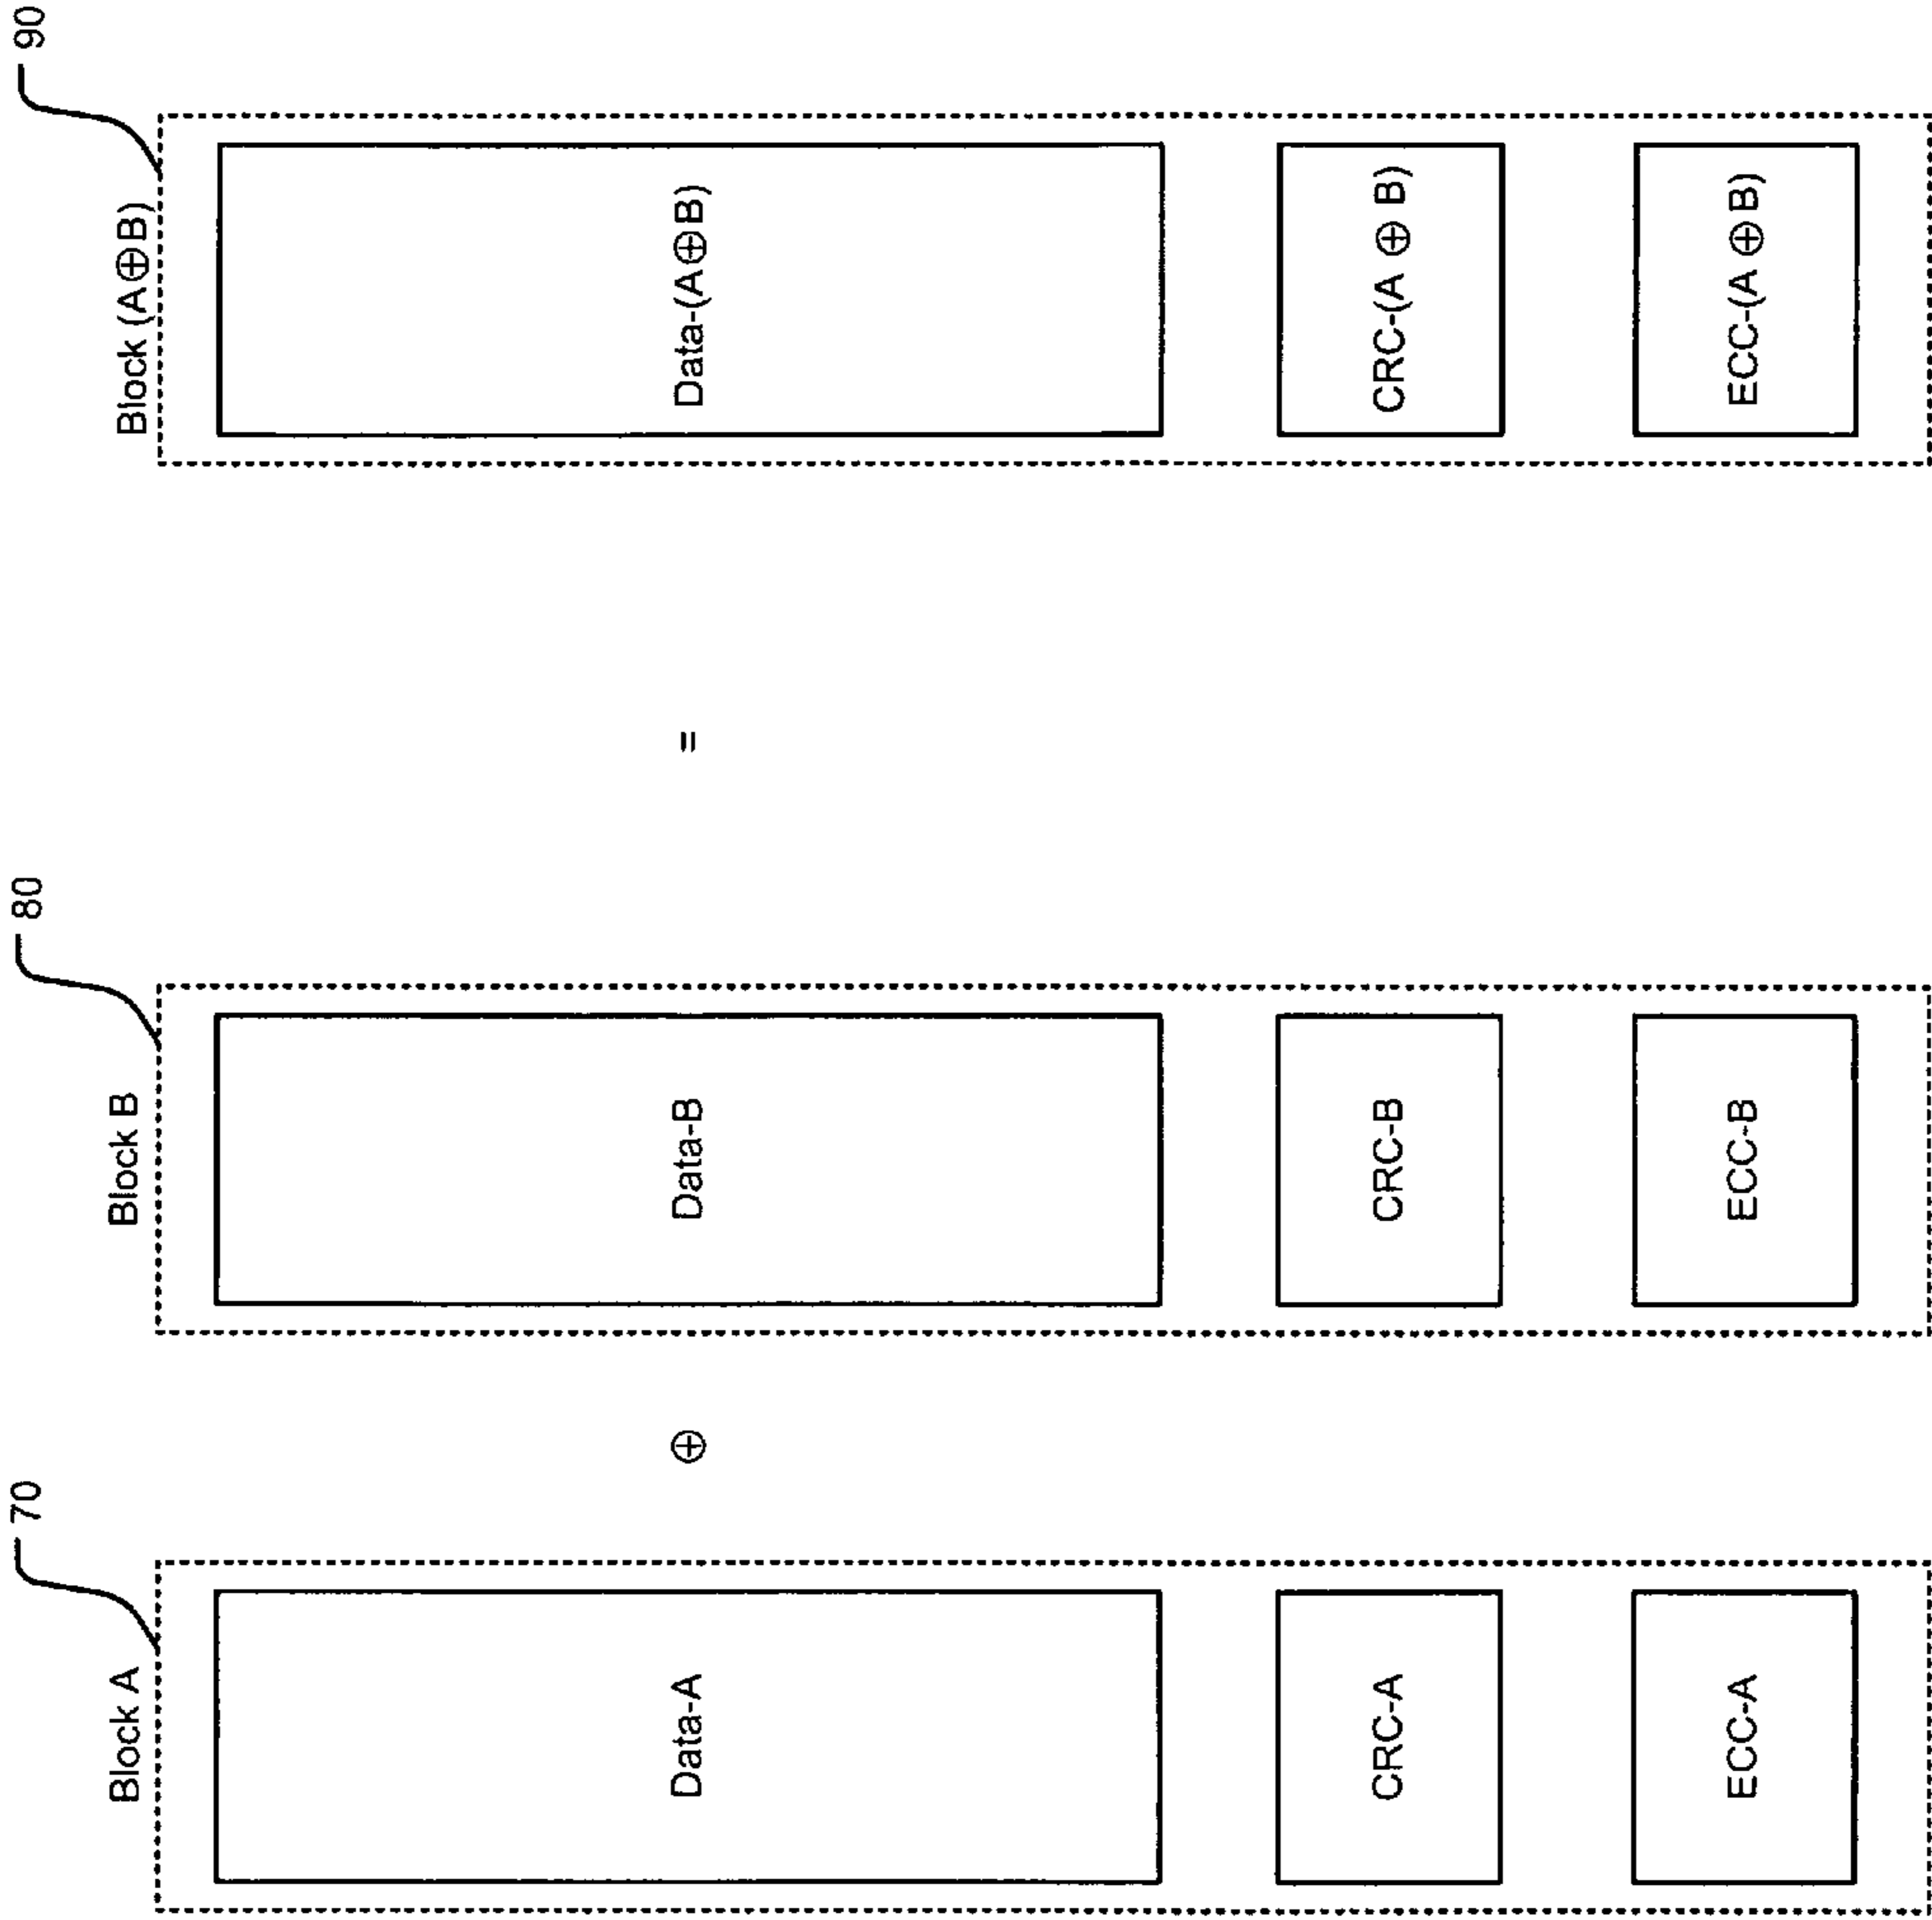 70
Block A
Data-A
CRC-A
ECC-A
⊕
80
Block B
Data-B
CRC-B
ECC-B
=
90
Block (A⊕B)
Data-(A⊕B)
CRC-(A ⊕ B)
ECC-(A ⊕ B)